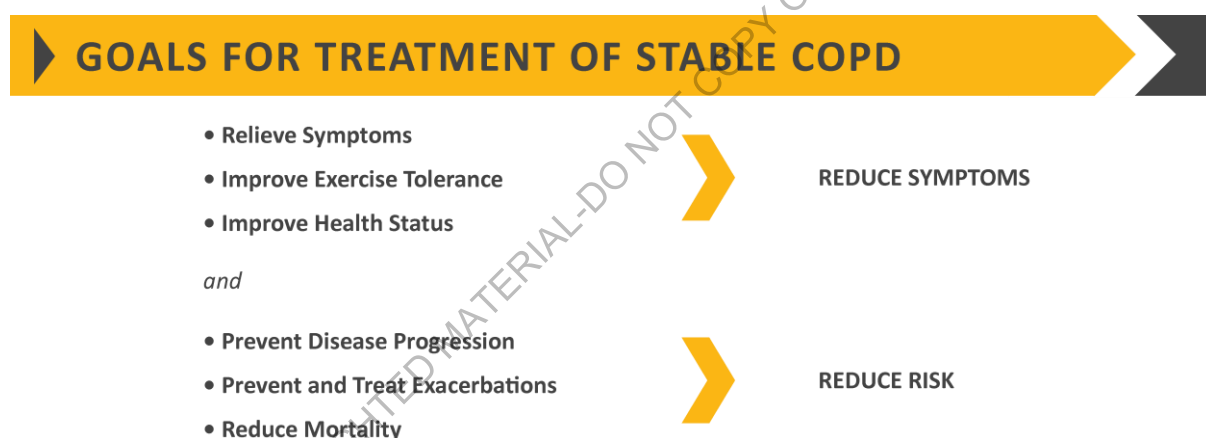 GOALS FOR TREATMENT OF STABLE COPD
• Relieve Symptoms
• Improve Exercise Tolerance
• Improve Health Status
REDUCE SYMPTOMS
and
• Prevent Disease Progression
• Prevent and Treat Exacerbations
• Reduce Mortality
REDUCE RISK
HTED MATERIAL-DO NOT COPY O